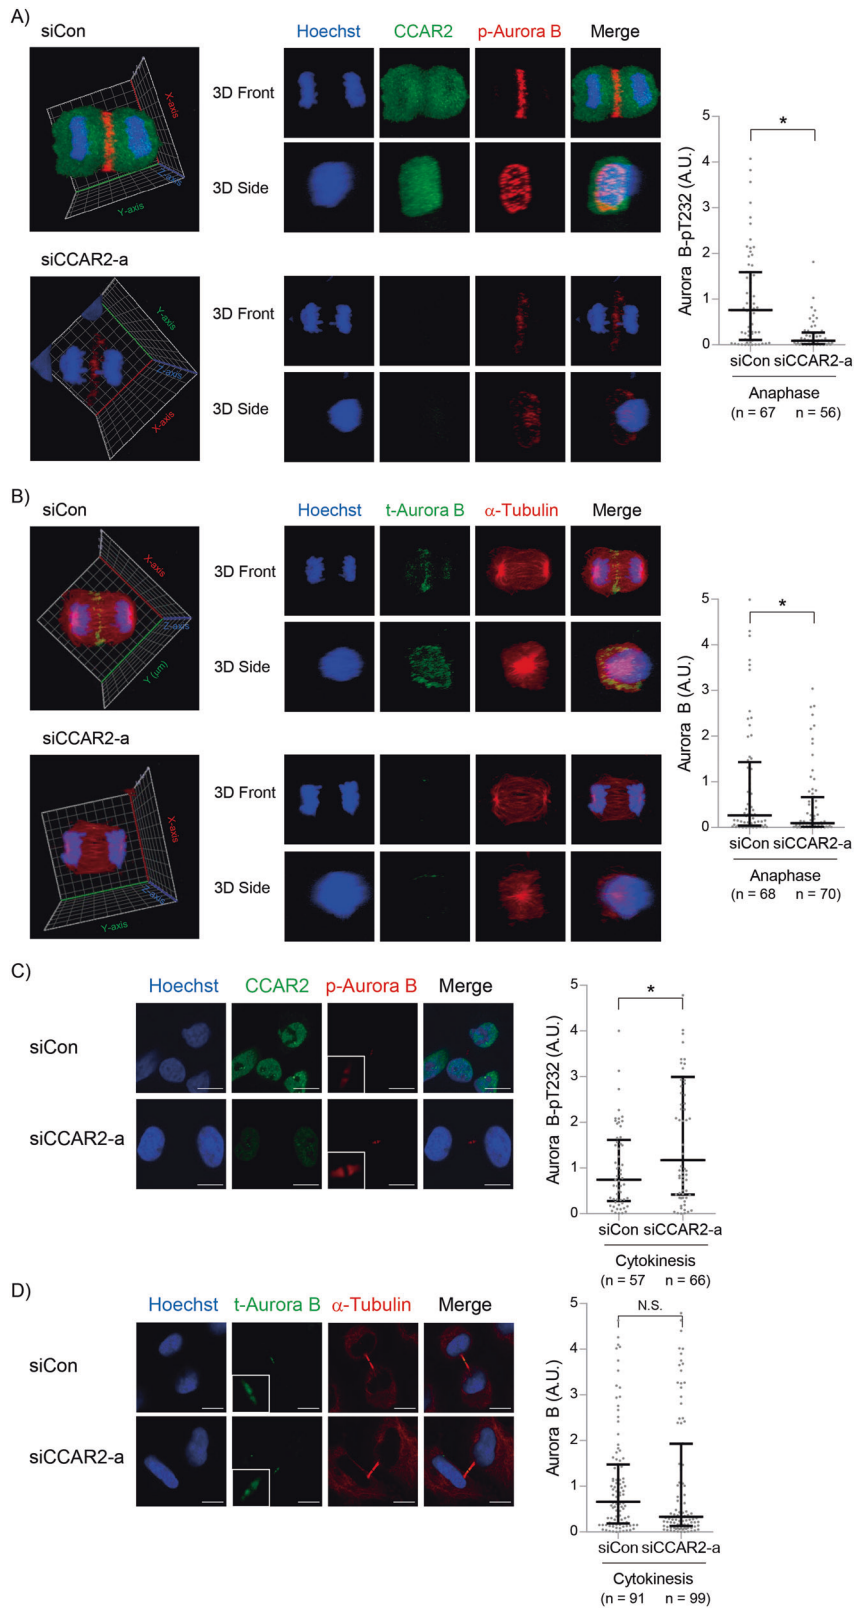 A)
siCon
Hoechst CCAR2 p-Aurora B Merge
3D Front
3D Side
X-axis
Y-axis
siCCAR2-a
3D Front
3D Side
Y-axis
Z-axis
X-axis
Aurora B-pT232 (A.U.)
5
4
3
2
1
0
*
siCon siCCAR2-a
Anaphase
(n = 67 n = 56)
B)
siCon
Hoechst t-Aurora B α-Tubulin Merge
3D Front
3D Side
X-axis
Z-axis
Y (μm)
siCCAR2-a
3D Front
3D Side
X-axis
Z-axis
Y-axis
Aurora B (A.U.)
5
4
3
2
1
0
*
siCon siCCAR2-a
Anaphase
(n = 68 n = 70)
C)
Hoechst CCAR2 p-Aurora B Merge
siCon
siCCAR2-a
Aurora B-pT232 (A.U.)
5
4
3
2
1
0
*
siCon siCCAR2-a
Cytokinesis
(n = 57 n = 66)
D)
Hoechst t-Aurora B α-Tubulin Merge
siCon
siCCAR2-a
Aurora B (A.U.)
5
4
3
2
1
0
N.S.
siCon siCCAR2-a
Cytokinesis
(n = 91 n = 99)